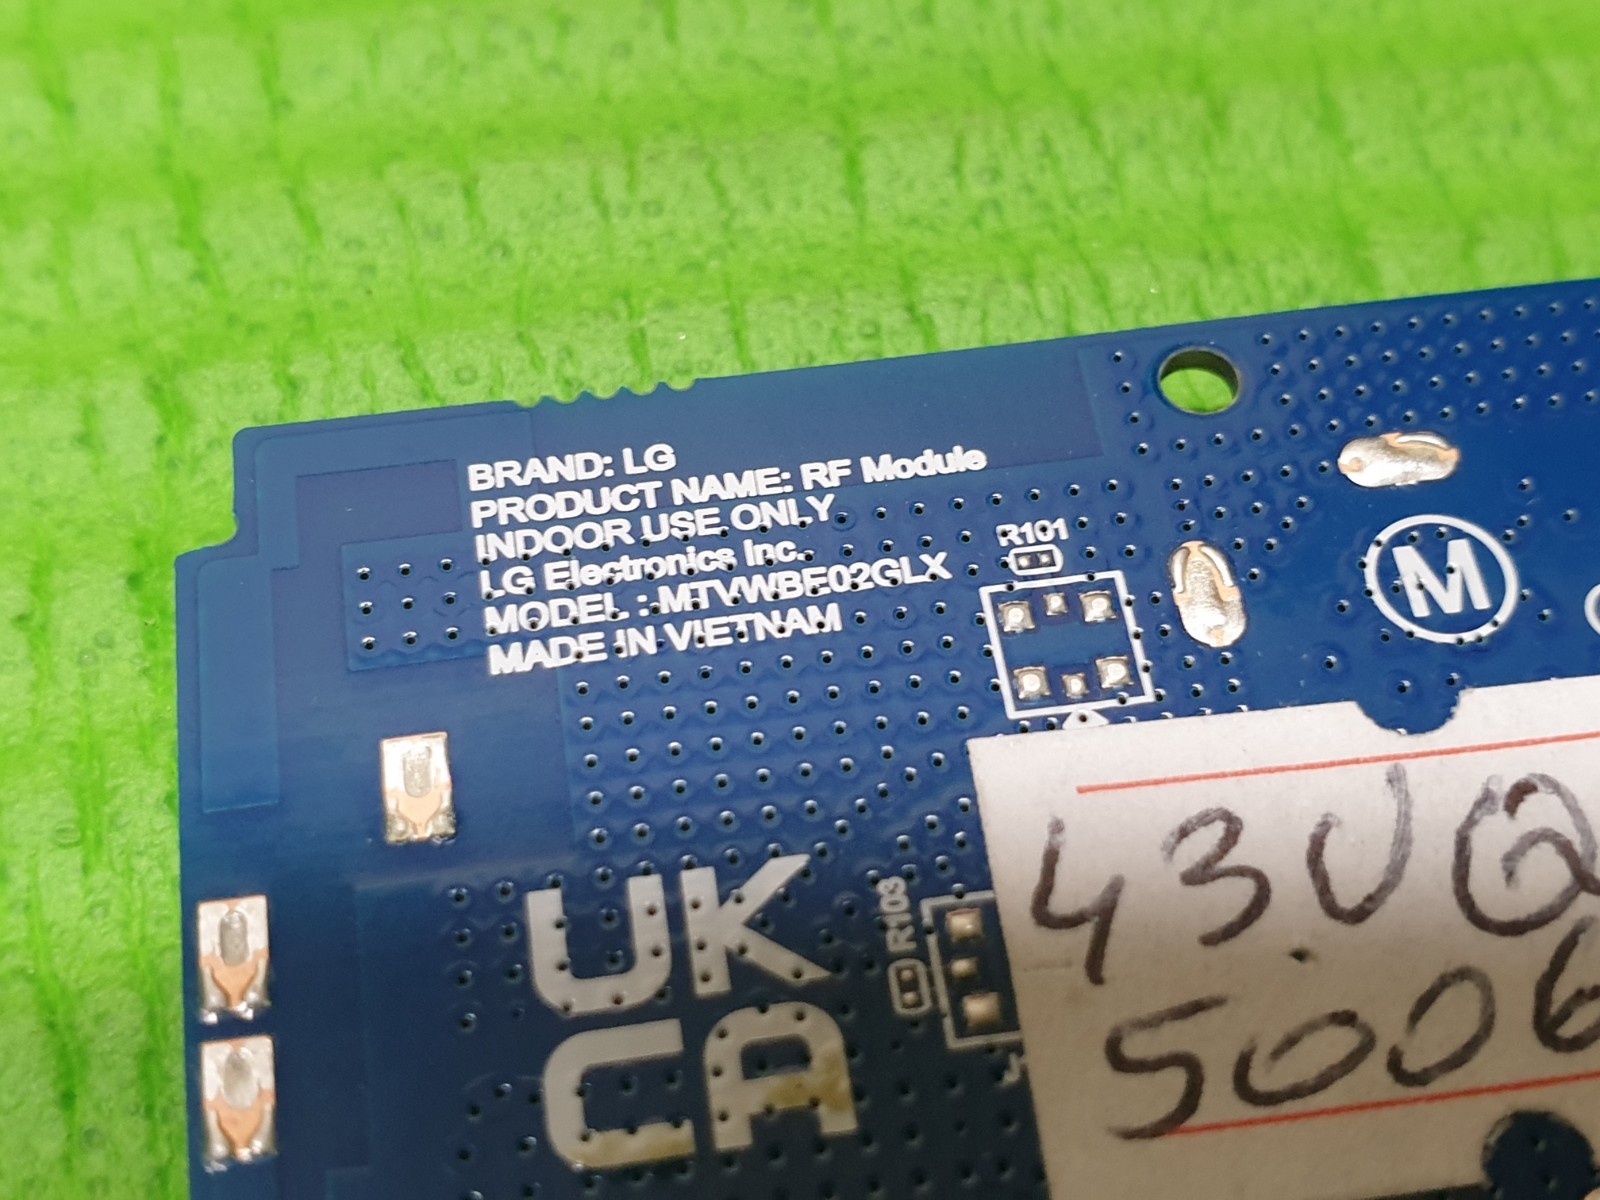 BRAND: LG
PRODUCT NAME: RF Module
INDOOR USE ONLY
LG Electronics Inc.
MODEL : MTVWBE02GLX
MADE IN VIETNAM
R101
M
UK
CA
R103
43UQ
5006